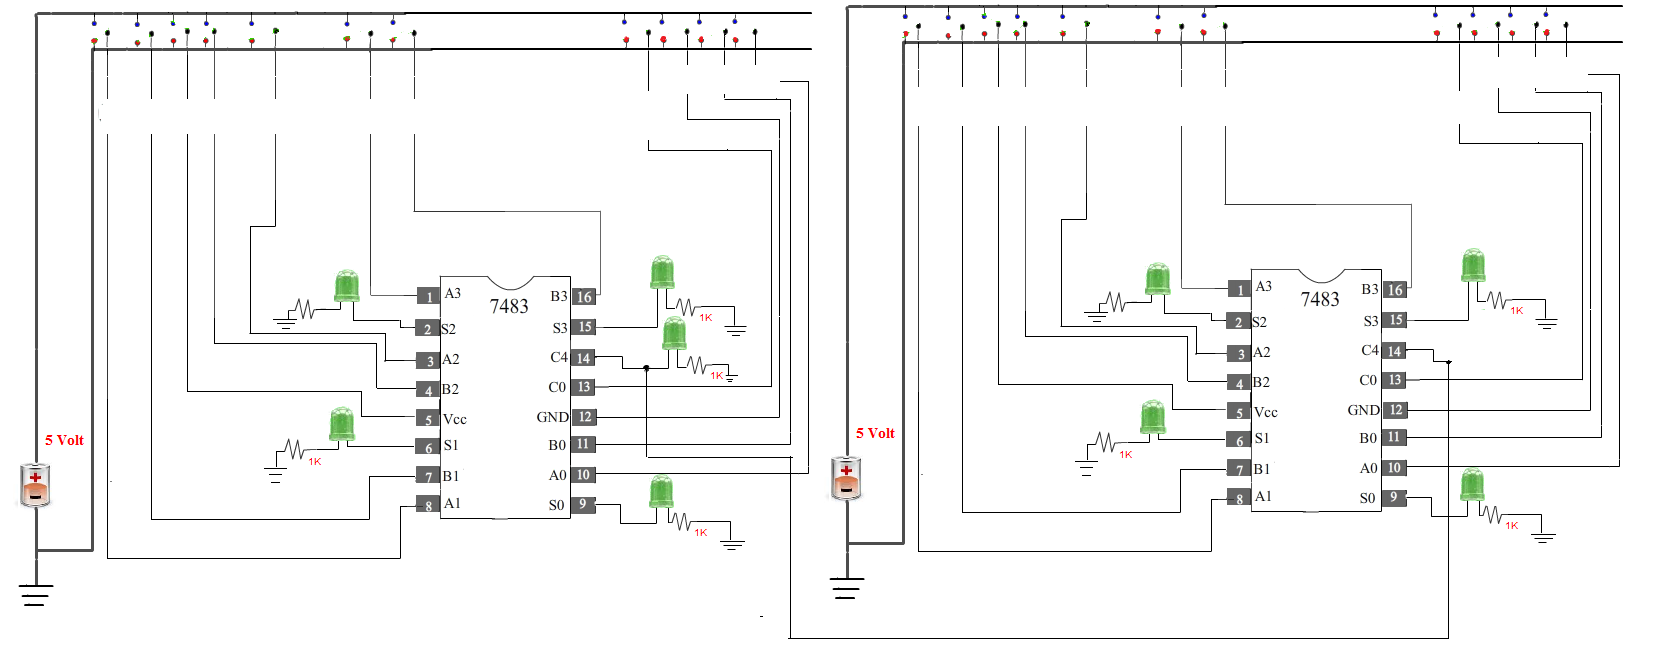 5 Volt
7483
1 A3
2 S2
3 A2
4 B2
5 Vcc
6 S1
7 B1
8 A1
B3 16
S3 15
C4 14
C0 13
GND 12
B0 11
A0 10
S0 9
1K
1K
1K
1K
5 Volt
7483
1 A3
2 S2
3 A2
4 B2
5 Vcc
6 S1
7 B1
8 A1
B3 16
S3 15
C4 14
C0 13
GND 12
B0 11
A0 10
S0 9
1K
1K
1K